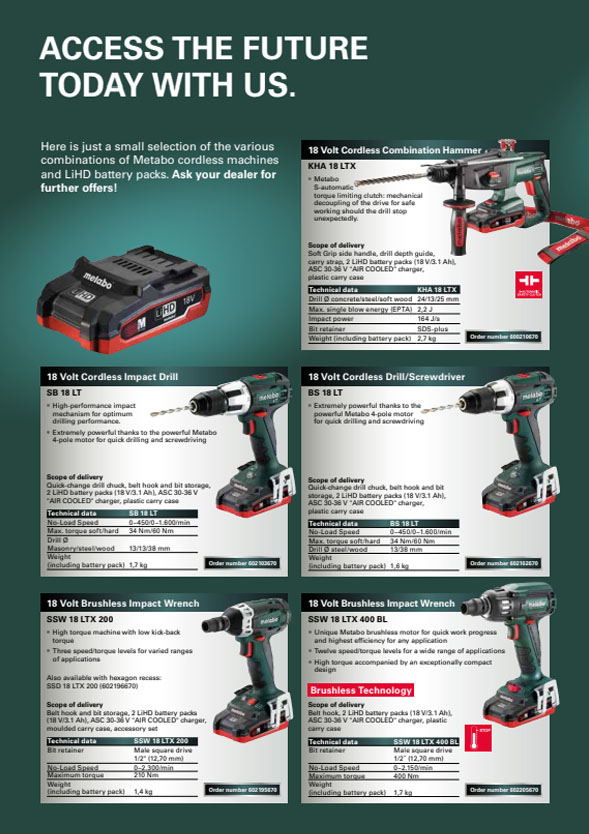 ACCESS THE FUTURE
TODAY WITH US.
Here is just a small selection of the various
combinations of Metabo cordless machines
and LiHD battery packs. Ask your dealer for
further offers!
metabo
LiHD
18V
M
18 Volt Cordless Combination Hammer
KHA 18 LTX
• Metabo
S-automatic
torque limiting clutch: mechanical
decoupling of the drive for safe
working should the drill stop
unexpectedly.
Scope of delivery
Soft Grip side handle, drill depth guide,
carry strap, 2 LiHD battery packs (18 V/3.1 Ah),
ASC 30-36 V "AIR COOLED" charger,
plastic carry case
Technical data KHA 18 LTX
Drill Ø concrete/steel/soft wood 24/13/25 mm
Max. single blow energy (EPTA) 2,2 J
Impact power 164 J/s
Bit retainer SDS-plus
Weight (including battery pack) 2,7 kg
Order number 600210670
18 Volt Cordless Impact Drill
SB 18 LT
• High-performance impact
mechanism for optimum
drilling performance.
• Extremely powerful thanks to the powerful Metabo
4-pole motor for quick drilling and screwdriving
Scope of delivery
Quick-change drill chuck, belt hook and bit storage,
2 LiHD battery packs (18 V/3.1 Ah), ASC 30-36 V
"AIR COOLED" charger, plastic carry case
Technical data SB 18 LT
No-Load Speed 0–450/0–1.600/min
Max. torque soft/hard 34 Nm/60 Nm
Drill Ø
Masonry/steel/wood 13/13/38 mm
Weight
(including battery pack) 1,7 kg
Order number 602103670
18 Volt Cordless Drill/Screwdriver
BS 18 LT
• Extremely powerful thanks to the
powerful Metabo 4-pole motor
for quick drilling and screwdriving
Scope of delivery
Quick-change drill chuck, belt hook and bit
storage, 2 LiHD battery packs (18 V/3.1 Ah),
ASC 30-36 V "AIR COOLED" charger,
plastic carry case
Technical data BS 18 LT
No-Load Speed 0–450/0–1.600/min
Max. torque soft/hard 34 Nm/60 Nm
Drill Ø steel/wood 13/38 mm
Weight
(including battery pack) 1,6 kg
Order number 602102670
18 Volt Brushless Impact Wrench
SSW 18 LTX 200
• High torque machine with low kick-back
torque
• Three speed/torque levels for varied ranges
of applications
Also available with hexagon recess:
SSD 18 LTX 200 (602196670)
Scope of delivery
Belt hook and bit storage, 2 LiHD battery packs
(18 V/3.1 Ah), ASC 30-36 V "AIR COOLED" charger,
moulded carry case, accessory set
Technical data SSW 18 LTX 200
Bit retainer Male square drive
1/2" (12,70 mm)
No-Load Speed 0–2.300/min
Maximum torque 210 Nm
Weight
(including battery pack) 1,4 kg
Order number 602195670
18 Volt Brushless Impact Wrench
SSW 18 LTX 400 BL
• Unique Metabo brushless motor for quick work progress
and highest efficiency for any application
• Twelve speed/torque levels for a wide range of applications
• High torque accompanied by an exceptionally compact
design
Brushless Technology
Scope of delivery
Belt hook, 2 LiHD battery packs (18 V/3.1 Ah),
ASC 30-36 V "AIR COOLED" charger, plastic
carry case
STOP
Technical data SSW 18 LTX 400 BL
Bit retainer Male square drive
1/2" (12,70 mm)
No-Load Speed 0–2.150/min
Maximum torque 400 Nm
Weight
(including battery pack) 1,7 kg
Order number 602205670